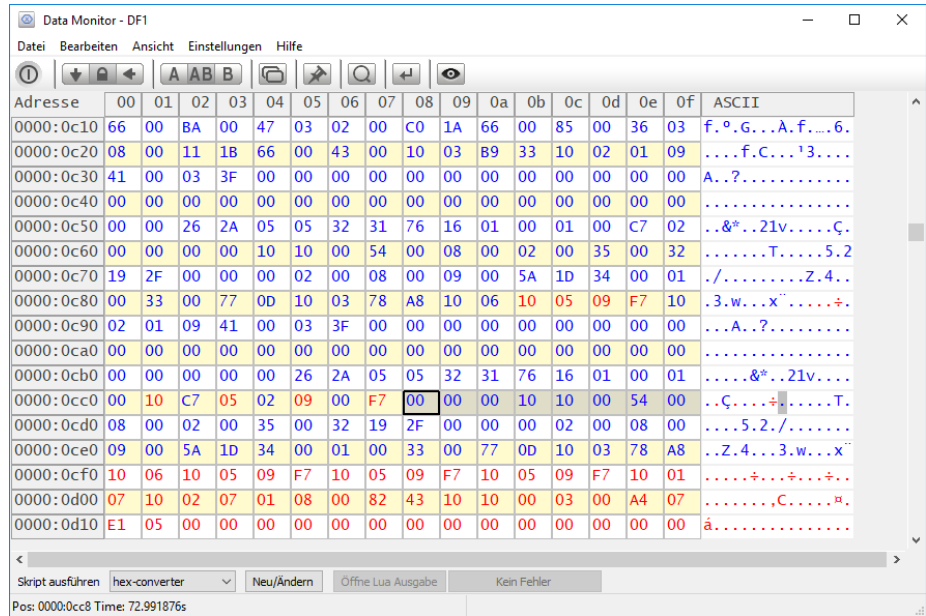 Data Monitor - DF1
Datei Bearbeiten Ansicht Einstellungen Hilfe
A AB B
Adresse 00 01 02 03 04 05 06 07 08 09 0a 0b 0c 0d 0e 0f ASCII
0000:0c10 66 00 BA 00 47 03 02 00 C0 1A 66 00 85 00 36 03 f.º.G...À.f.….6.
0000:0c20 08 00 11 1B 66 00 43 00 10 03 B9 33 10 02 01 09 ....f.C...¹3....
0000:0c30 41 00 03 3F 00 00 00 00 00 00 00 00 00 00 00 00 A..?............
0000:0c40 00 00 00 00 00 00 00 00 00 00 00 00 00 00 00 00 ................
0000:0c50 00 00 26 2A 05 05 32 31 76 16 01 00 01 00 C7 02 ..&*..21v.....Ç.
0000:0c60 00 00 00 00 10 10 00 54 00 08 00 02 00 35 00 32 .......T.....5.2
0000:0c70 19 2F 00 00 00 02 00 08 00 09 00 5A 1D 34 00 01 ./.........Z.4..
0000:0c80 00 33 00 77 0D 10 03 78 A8 10 06 10 05 09 F7 10 .3.w...x¨.....÷.
0000:0c90 02 01 09 41 00 03 3F 00 00 00 00 00 00 00 00 00 ...A..?.........
0000:0ca0 00 00 00 00 00 00 00 00 00 00 00 00 00 00 00 00 ................
0000:0cb0 00 00 00 00 26 2A 05 05 32 31 76 16 01 00 01 .....&*..21v....
0000:0cc0 00 10 C7 05 02 09 00 F7 00 00 00 10 10 00 54 00 ..Ç....÷......T.
0000:0cd0 08 00 02 00 35 00 32 19 2F 00 00 00 02 00 08 00 ....5.2./.......
0000:0ce0 09 00 5A 1D 34 00 01 00 33 00 77 0D 10 03 78 A8 ..Z.4...3.w...x¨
0000:0cf0 10 06 10 05 09 F7 10 05 09 F7 10 05 09 F7 10 01 .....÷...÷...÷..
0000:0d00 07 10 02 07 01 08 00 82 43 10 10 00 03 00 A4 07 .......‚C.....¤.
0000:0d10 E1 05 00 00 00 00 00 00 00 00 00 00 00 00 00 00 á...............
Skript ausführen hex-converter Neu/Ändern Öffne Lua Ausgabe Kein Fehler
Pos: 0000:0cc8 Time: 72.991876s